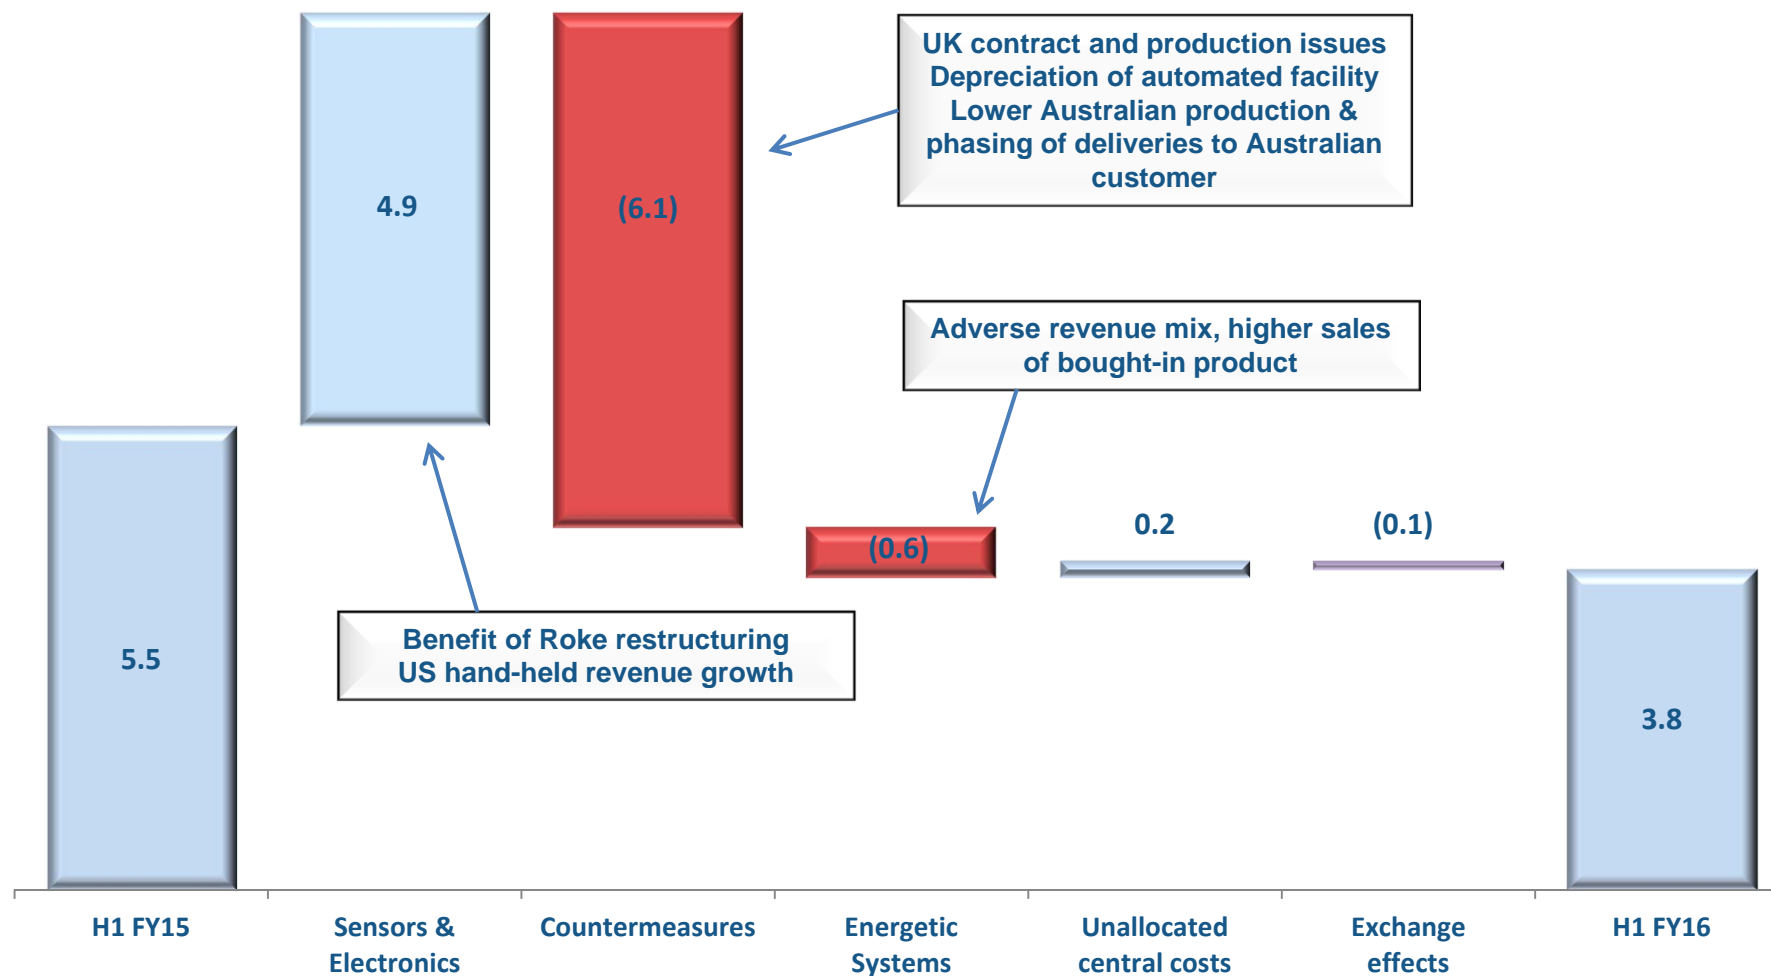 UK contract and production issues
Depreciation of automated facility
Lower Australian production &
phasing of deliveries to Australian
customer
4.9
(6.1)
Adverse revenue mix, higher sales
of bought-in product
0.2
(0.1)
(0.6)
Benefit of Roke restructuring
US hand-held revenue growth
5.5
3.8
H1 FY15
Sensors &
Electronics
Countermeasures
Energetic
Systems
Unallocated
central costs
Exchange
effects
H1 FY16